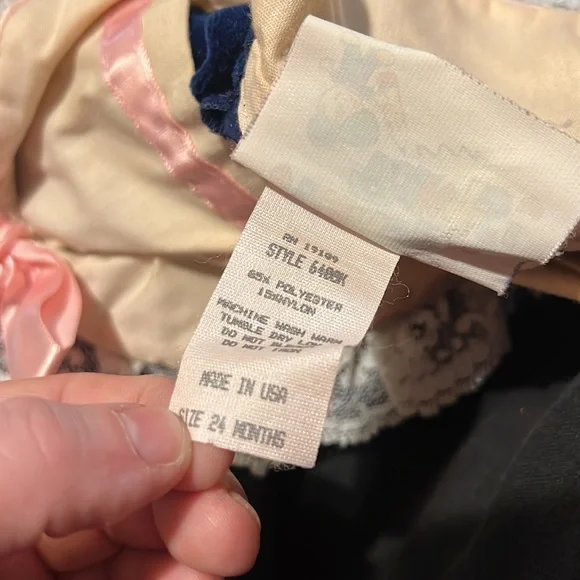 RN 19109
STYLE 6408K
85% POLYESTER
15%NYLON
MACHINE WASH WARM
TUMBLE DRY LOW
DO NOT BLEACH
DO NOT IRON
MADE IN USA
SIZE 24 MONTHS